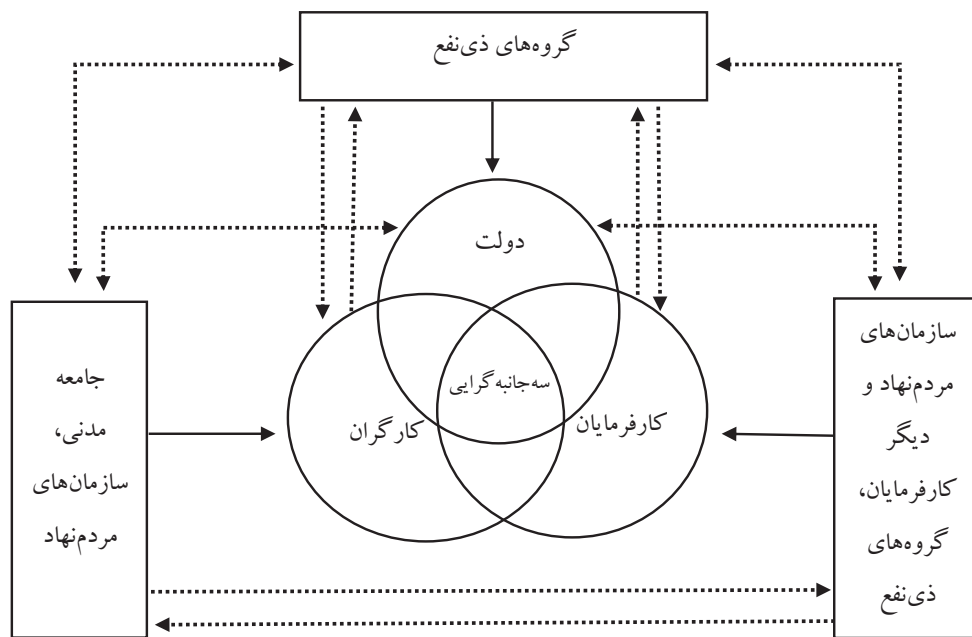 گروه‌های ذی‌نفع
دولت
سه‌جانبه‌گرایی
کارفرمایان
کارگران
سازمان‌های
مردم‌نهاد و
دیگر
کارفرمایان،
گروه‌های
ذی‌نفع
جامعه
مدنی،
سازمان‌های
مردم‌نهاد